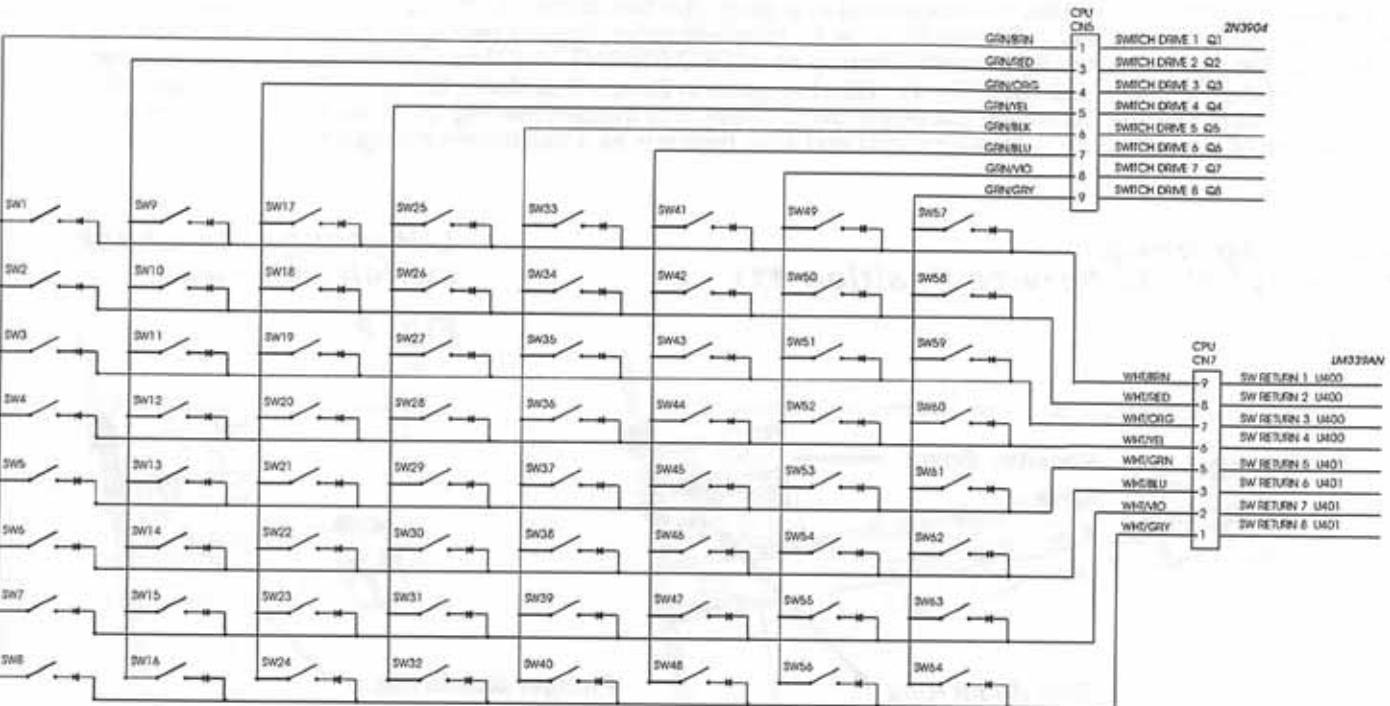 CPU
CN5
2N3904
GRN/BRN 1 SWITCH DRIVE 1 Q1
GRN/RED 3 SWITCH DRIVE 2 Q2
GRN/ORG 4 SWITCH DRIVE 3 Q3
GRN/YEL 5 SWITCH DRIVE 4 Q4
GRN/BLK 6 SWITCH DRIVE 5 Q5
GRN/BLU 7 SWITCH DRIVE 6 Q6
GRN/VIO 8 SWITCH DRIVE 7 Q7
GRN/GRY 9 SWITCH DRIVE 8 Q8
SW1 SW9 SW17 SW25 SW33 SW41 SW49 SW57
SW2 SW10 SW18 SW26 SW34 SW42 SW50 SW58
SW3 SW11 SW19 SW27 SW35 SW43 SW51 SW59
SW4 SW12 SW20 SW28 SW36 SW44 SW52 SW60
SW5 SW13 SW21 SW29 SW37 SW45 SW53 SW61
SW6 SW14 SW22 SW30 SW38 SW46 SW54 SW62
SW7 SW15 SW23 SW31 SW39 SW47 SW55 SW63
SW8 SW16 SW24 SW32 SW40 SW48 SW56 SW64
CPU
CN7
LM339AN
WHT/BRN 9 SW RETURN 1 U400
WHT/RED 8 SW RETURN 2 U400
WHT/ORG 7 SW RETURN 3 U400
WHT/YEL 6 SW RETURN 4 U400
WHT/GRN 5 SW RETURN 5 U401
WHT/BLU 3 SW RETURN 6 U401
WHT/VIO 2 SW RETURN 7 U401
WHT/GRY 1 SW RETURN 8 U401